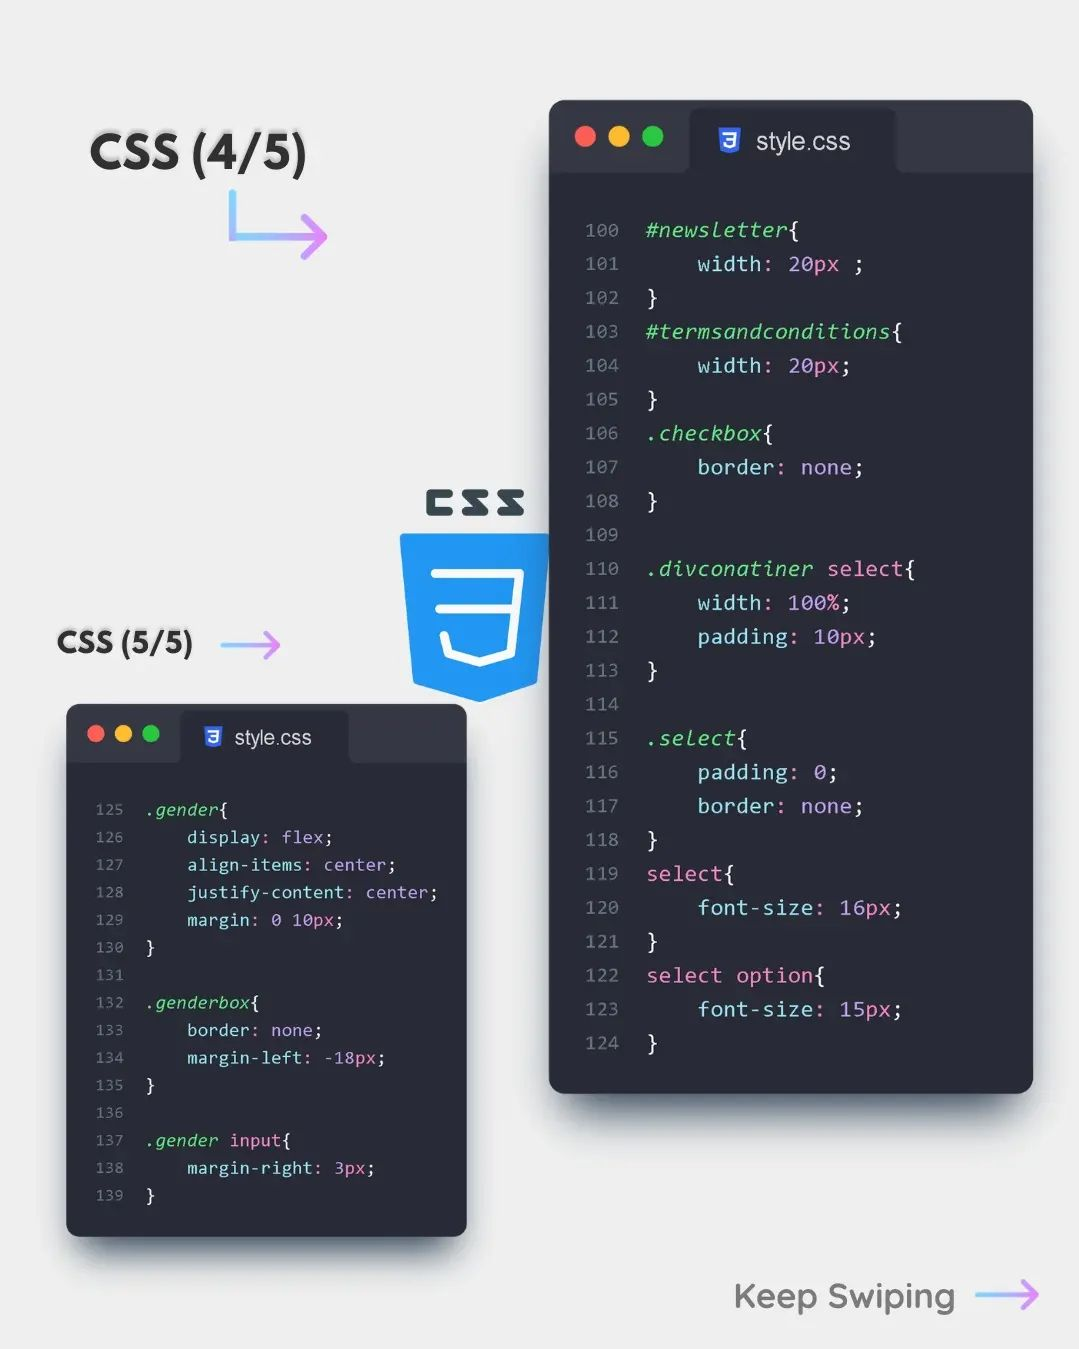 CSS (4/5)
style.css
100 #newsletter{
101     width: 20px ;
102 }
103 #termsandconditions{
104     width: 20px;
105 }
106 .checkbox{
107     border: none;
108 }
109
110 .divconatiner select{
111     width: 100%;
112     padding: 10px;
113 }
114
115 .select{
116     padding: 0;
117     border: none;
118 }
119 select{
120     font-size: 16px;
121 }
122 select option{
123     font-size: 15px;
124 }
CSS
CSS (5/5)
style.css
125 .gender{
126     display: flex;
127     align-items: center;
128     justify-content: center;
129     margin: 0 10px;
130 }
131
132 .genderbox{
133     border: none;
134     margin-left: -18px;
135 }
136
137 .gender input{
138     margin-right: 3px;
139 }
Keep Swiping